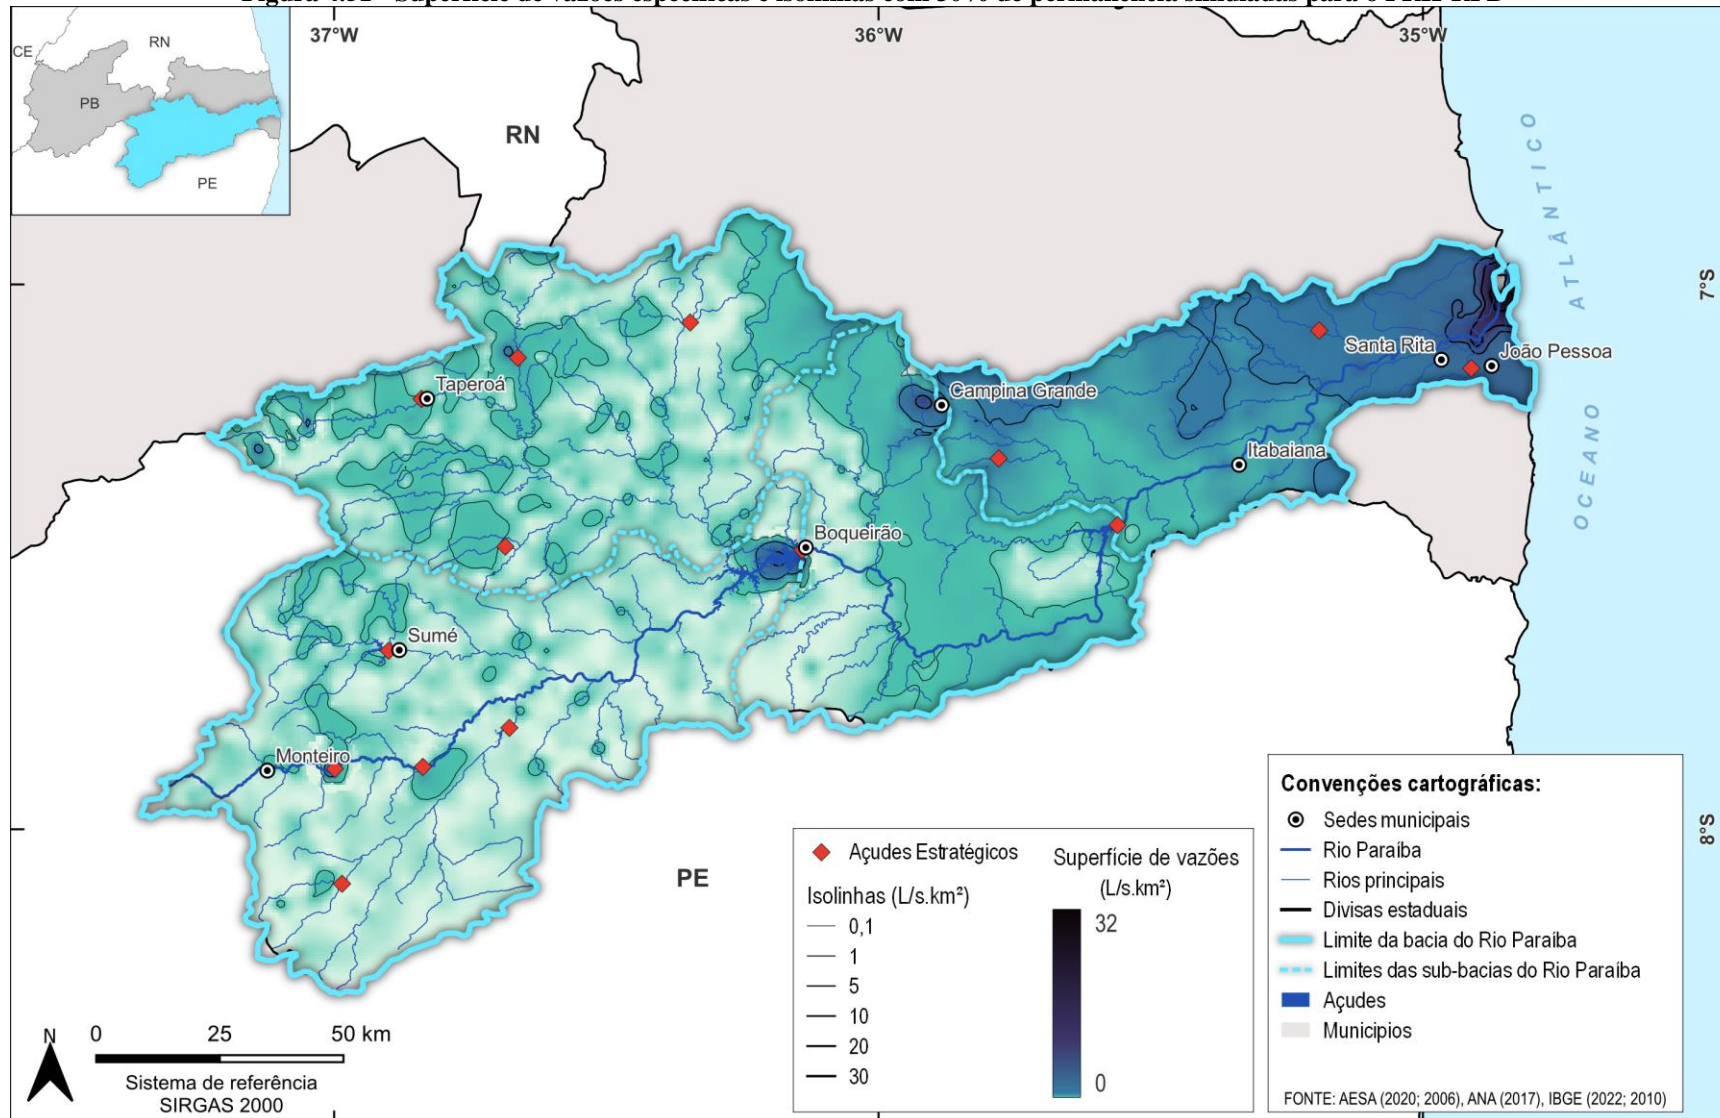 37°W
36°W
35°W
CE
RN
PB
PE
RN
OCEANO ATLÂNTICO
7°S
Santa Rita
João Pessoa
Taperoá
Campina Grande
Itabaiana
Boqueirão
Sumé
Monteiro
8°S
PE
N
0 25 50 km
Sistema de referência
SIRGAS 2000
Açudes Estratégicos
Isolinhas (L/s.km²)
0,1
1
5
10
20
30
Superfície de vazões
(L/s.km²)
32
0
Convenções cartográficas:
Sedes municipais
Rio Paraíba
Rios principais
Divisas estaduais
Limite da bacia do Rio Paraíba
Limites das sub-bacias do Rio Paraíba
Açudes
Municipios
FONTE: AESA (2020; 2006), ANA (2017), IBGE (2022; 2010)